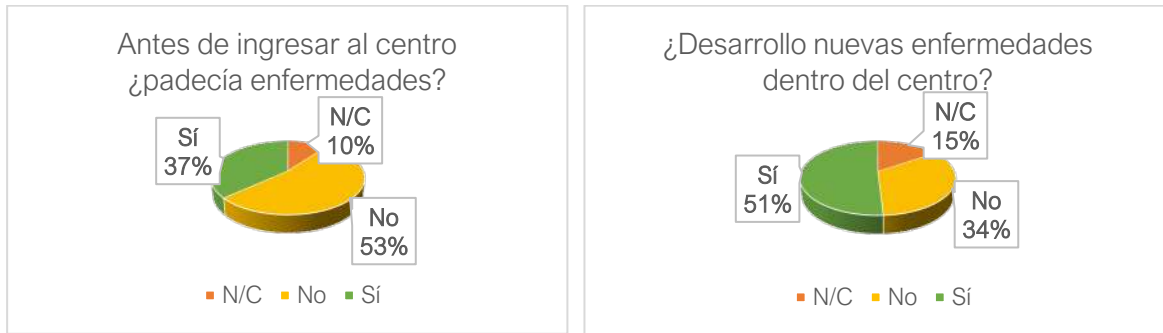 Antes de ingresar al centro
¿padecía enfermedades?
N/C
10%
Sí
37%
No
53%
N/C No Sí
¿Desarrollo nuevas enfermedades
dentro del centro?
N/C
15%
Sí
51%
No
34%
N/C No Sí